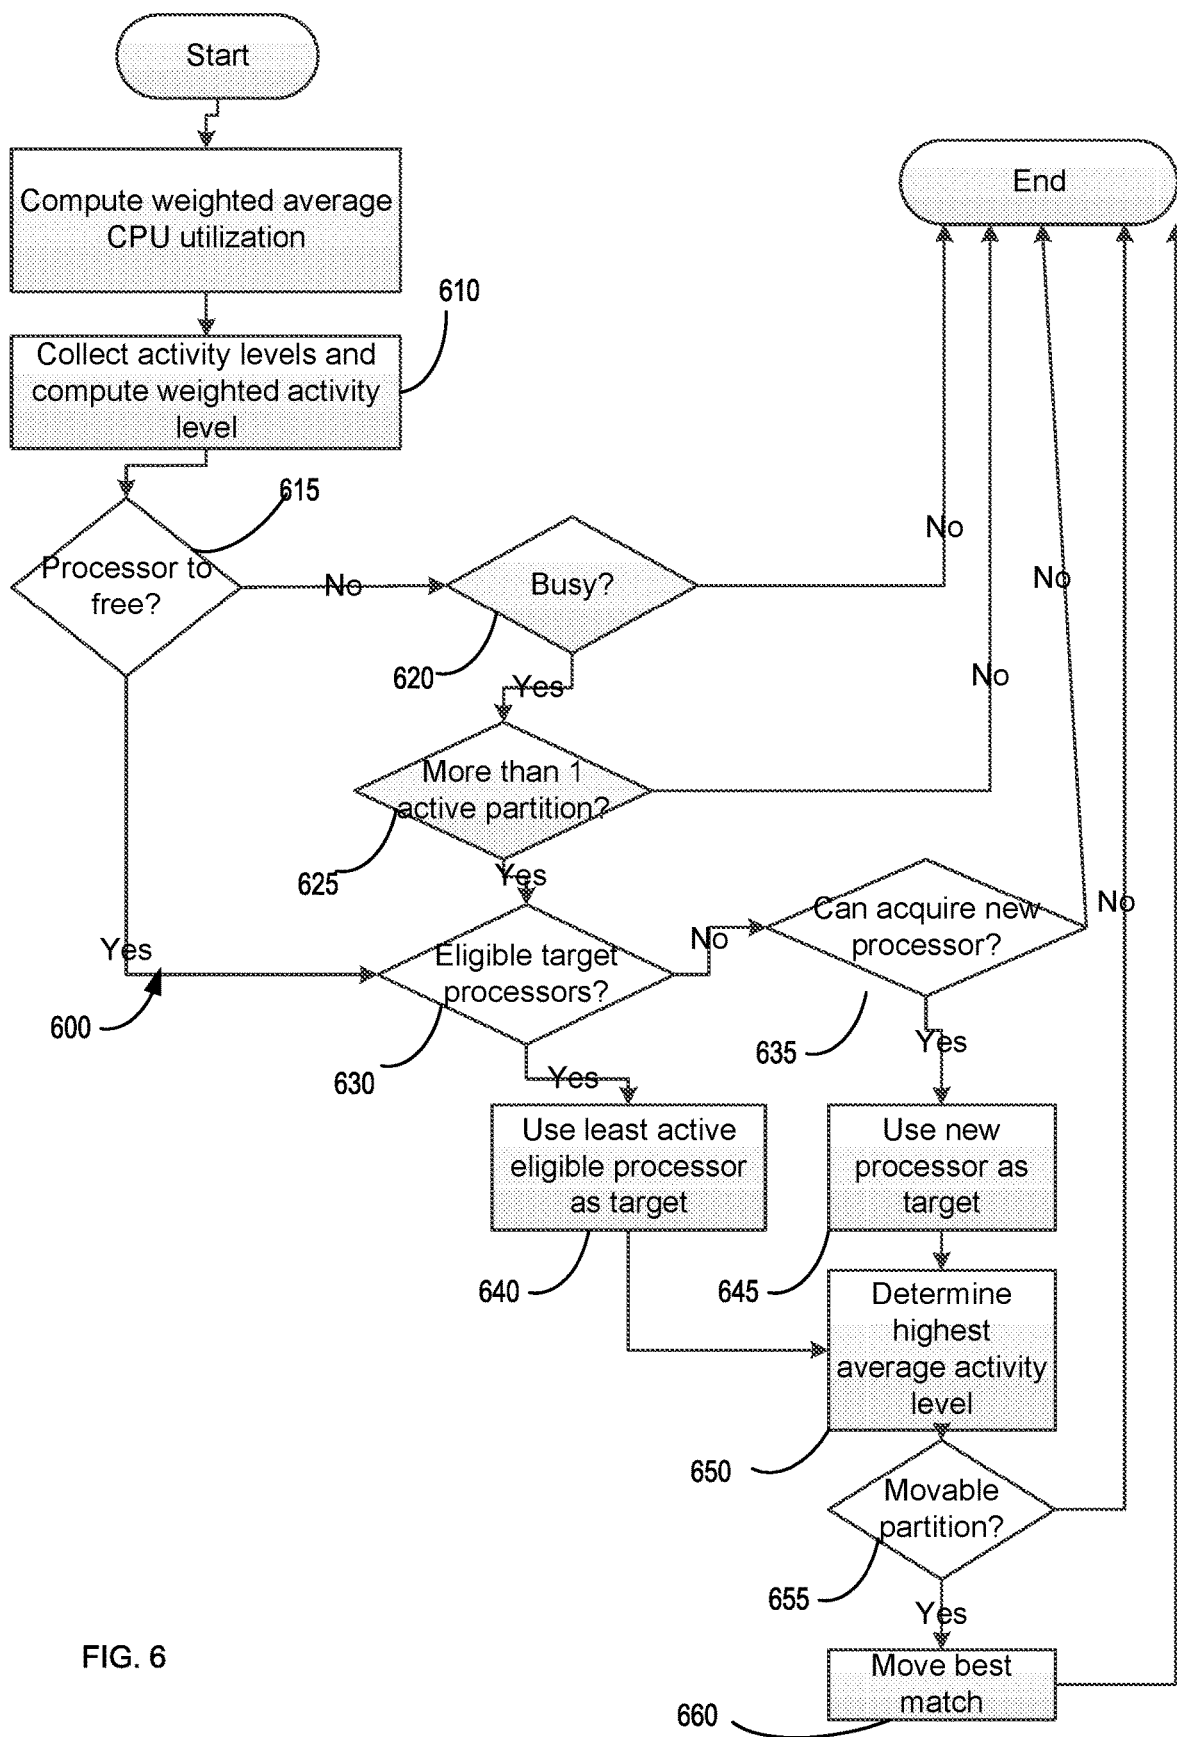 Start
Compute weighted average
CPU utilization
End
610
Collect activity levels and
compute weighted activity
level
615
Processor to
free?
No
Busy?
No
No
620
Yes
No
More than 1
active partition?
625
Yes
Can acquire new
processor?
No
Yes
No
Eligible target
processors?
600
630
635
Yes
Yes
Use least active
eligible processor
as target
Use new
processor as
target
640
645
Determine
highest
average activity
level
650
Movable
partition?
655
Yes
FIG. 6
Move best
match
660